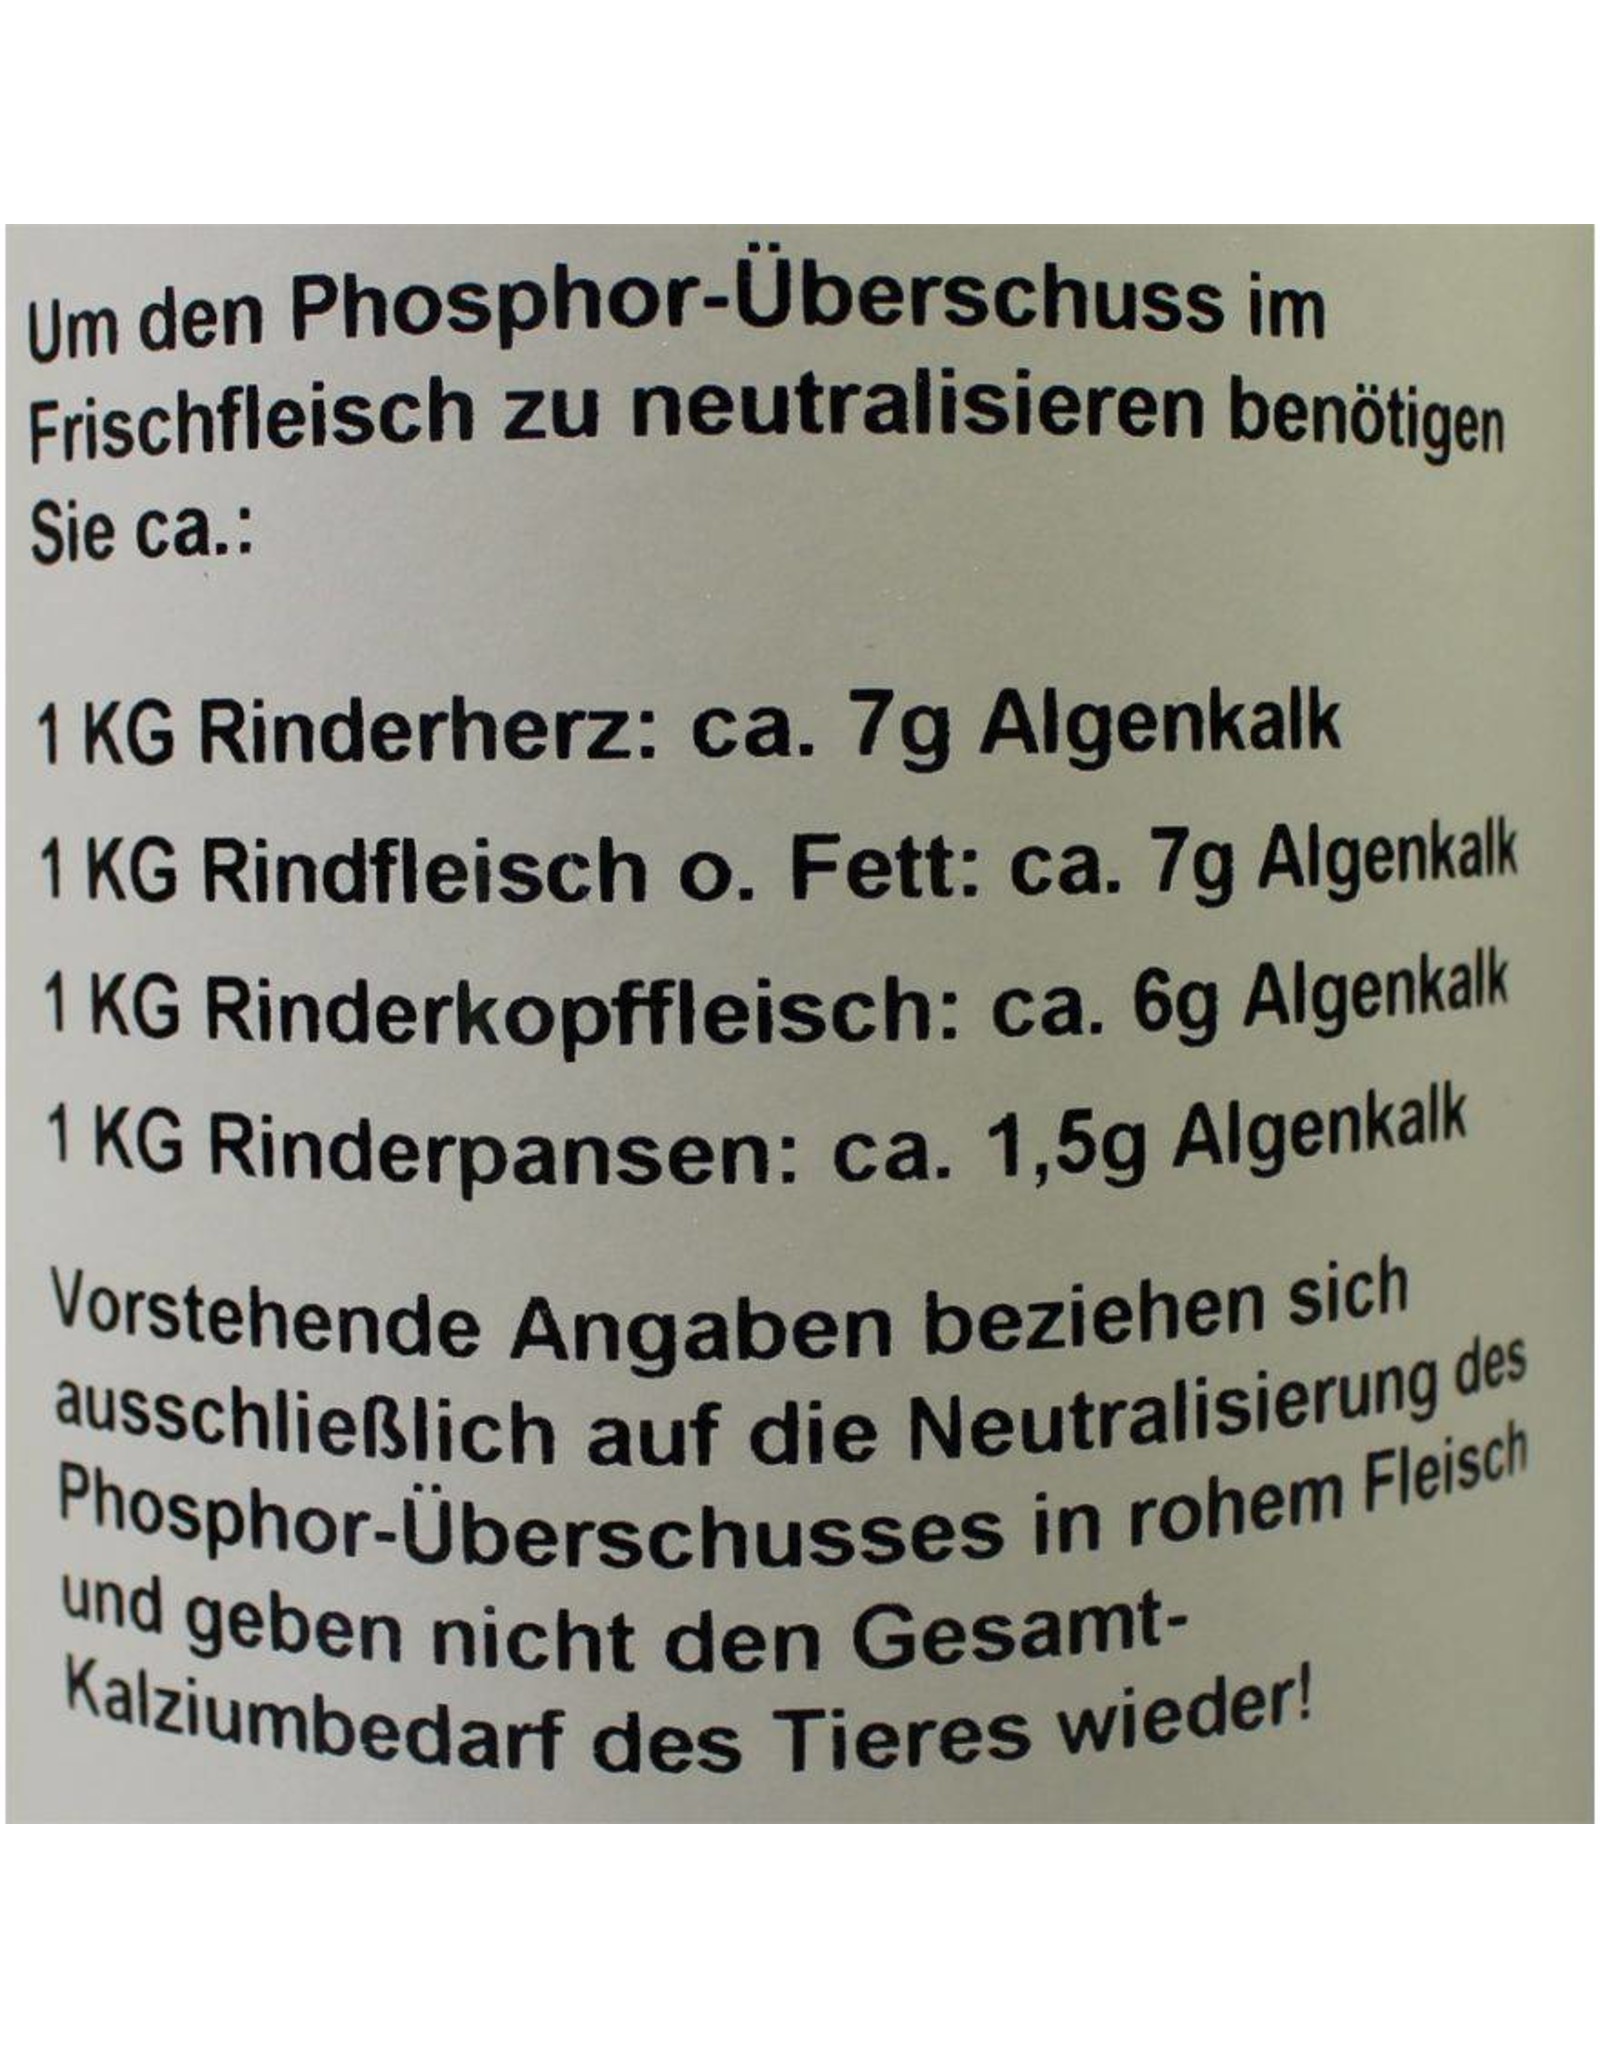 Um den Phosphor-Überschuss im
Frischfleisch zu neutralisieren benötigen
Sie ca.:
1 KG Rinderherz: ca. 7g Algenkalk
1 KG Rindfleisch o. Fett: ca. 7g Algenkalk
1 KG Rinderkopffleisch: ca. 6g Algenkalk
1 KG Rinderpansen: ca. 1,5g Algenkalk
Vorstehende Angaben beziehen sich
ausschließlich auf die Neutralisierung des
Phosphor-Überschusses in rohem Fleisch
und geben nicht den Gesamt-
Kalziumbedarf des Tieres wieder!